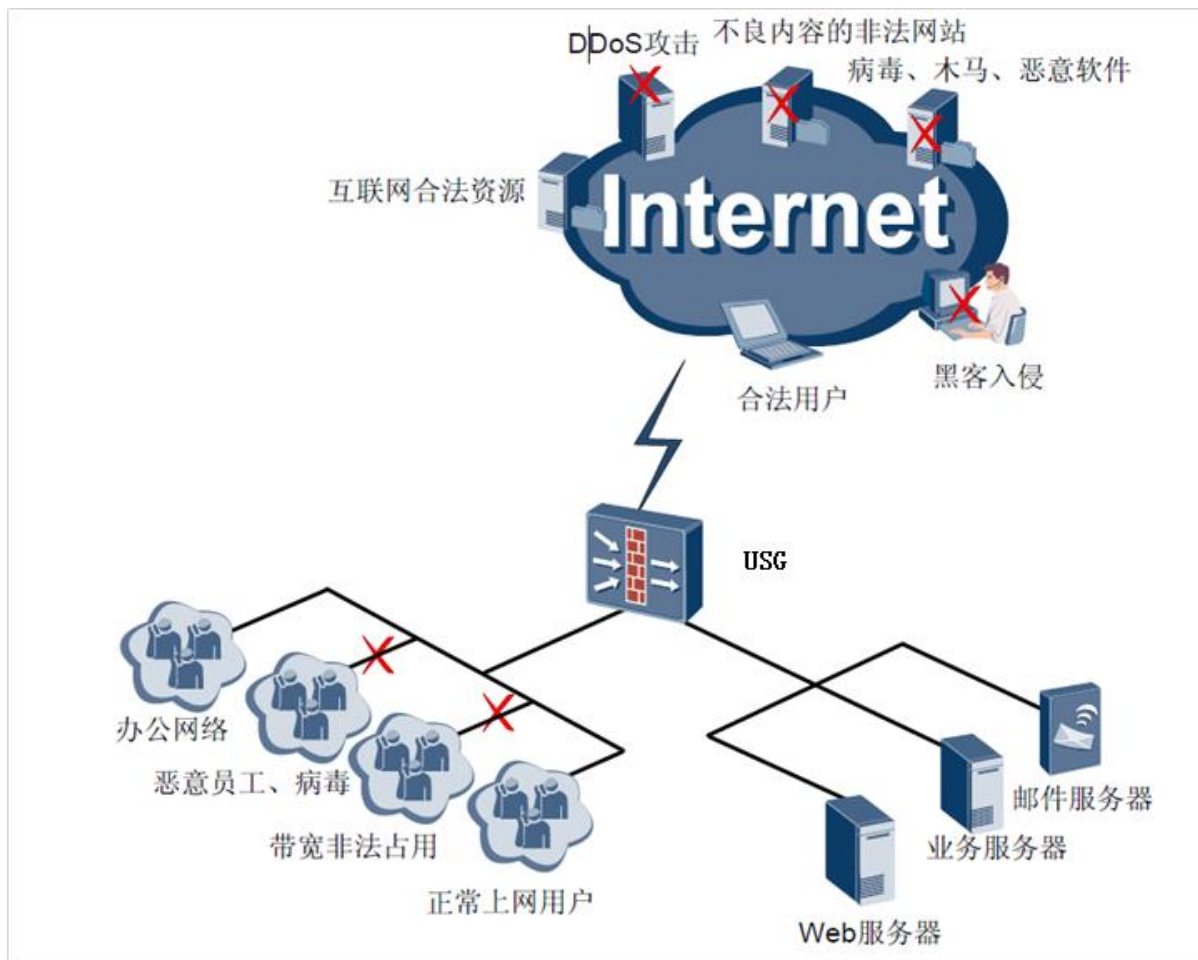 DDoS攻击
不良内容的非法网站
病毒、木马、恶意软件
互联网合法资源
Internet
合法用户
黑客入侵
USG
办公网络
恶意员工、病毒
带宽非法占用
正常上网用户
邮件服务器
业务服务器
Web服务器